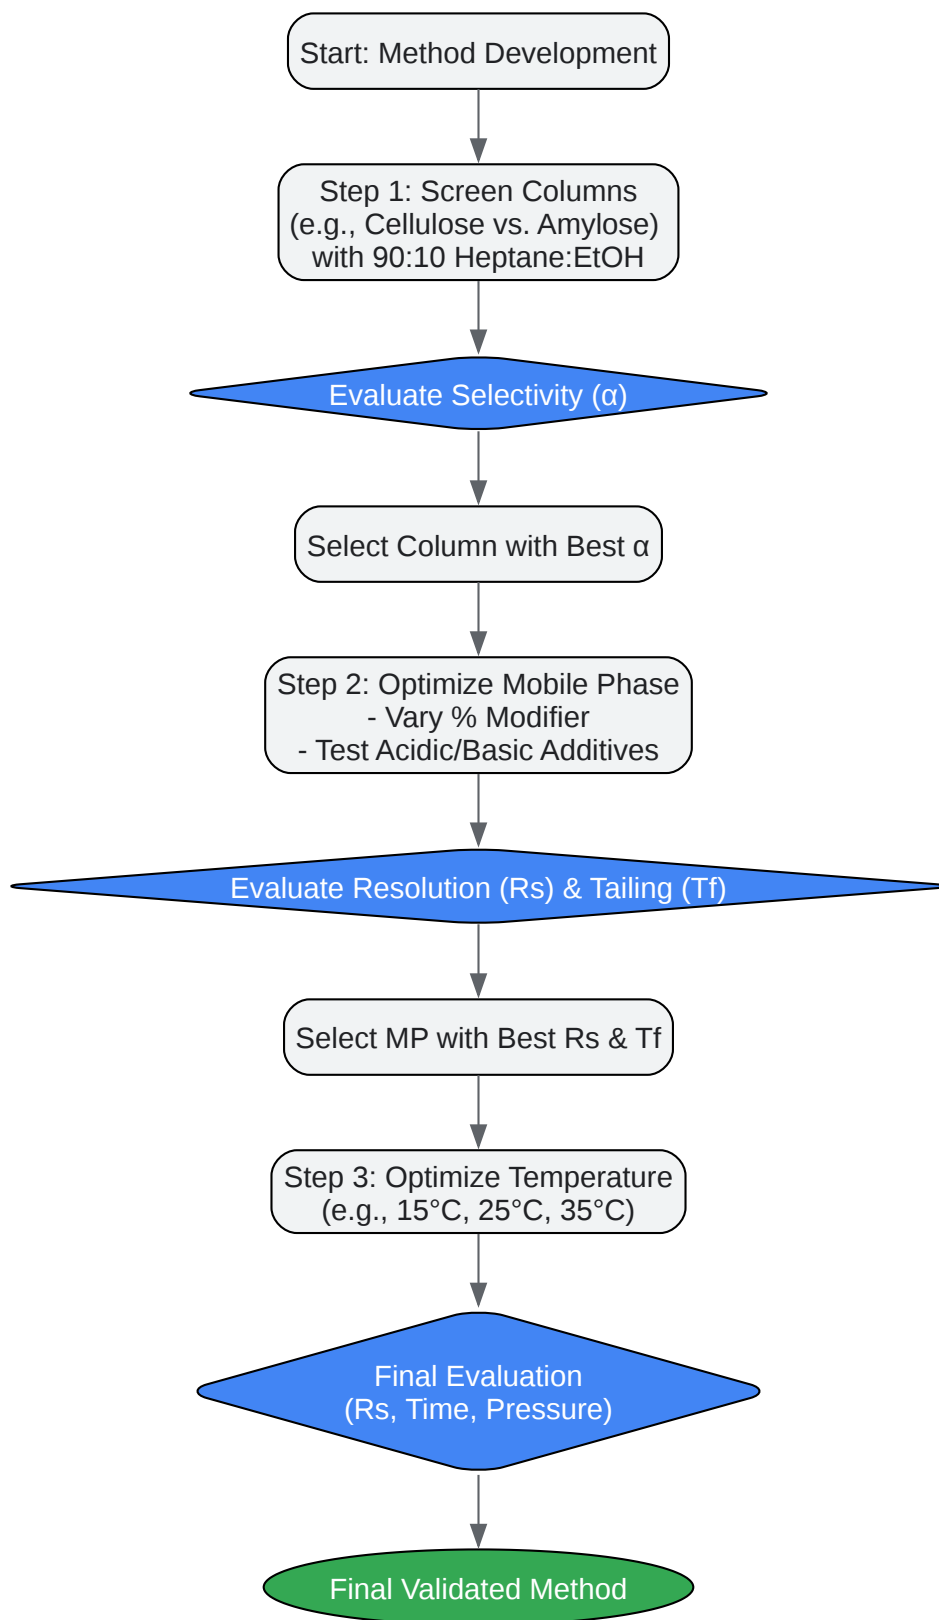 Start: Method Development
Step 1: Screen Columns
(e.g., Cellulose vs. Amylose)
with 90:10 Heptane:EtOH
Evaluate Selectivity (α)
Select Column with Best α
Step 2: Optimize Mobile Phase
- Vary % Modifier
- Test Acidic/Basic Additives
Evaluate Resolution (Rs) & Tailing (Tf)
Select MP with Best Rs & Tf
Step 3: Optimize Temperature
(e.g., 15°C, 25°C, 35°C)
Final Evaluation
(Rs, Time, Pressure)
Final Validated Method